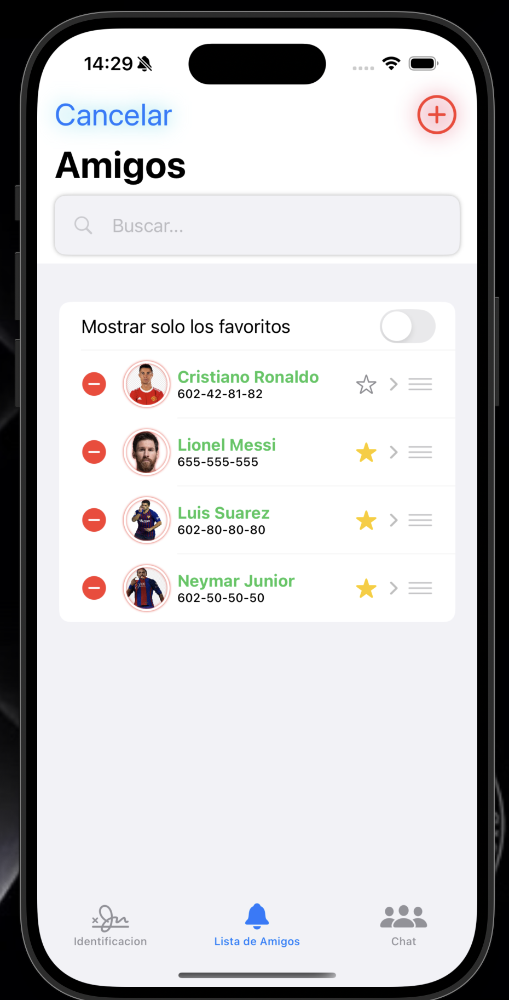 14:29
Cancelar
Amigos
Buscar...
Mostrar solo los favoritos
Cristiano Ronaldo
602-42-81-82
Lionel Messi
655-555-555
Luis Suarez
602-80-80-80
Neymar Junior
602-50-50-50
Identificacion
Lista de Amigos
Chat